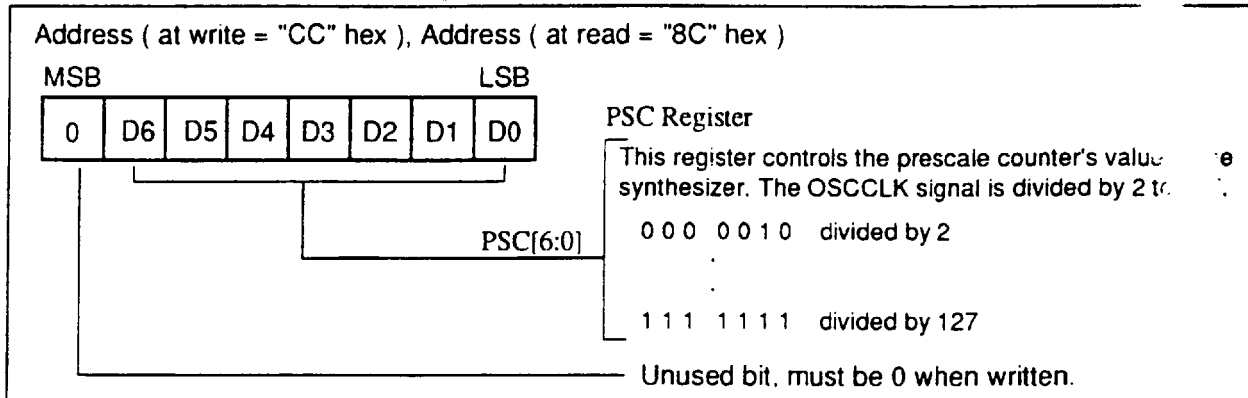 Address ( at write = "CC" hex ), Address ( at read = "8C" hex )
MSB LSB
0 D6 D5 D4 D3 D2 D1 D0
PSC Register
This register controls the prescale counter's
synthesizer. The OSCCLK signal is divided by 2
PSC[6:0]
0 0 0 0 0 1 0 divided by 2
.
.
1 1 1 1 1 1 1 divided by 127
Unused bit, must be 0 when written.